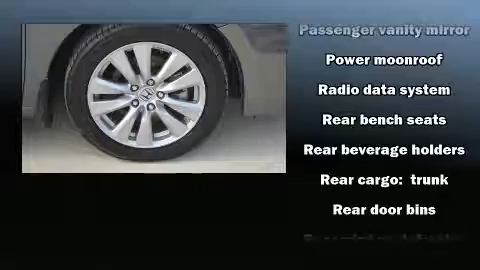 Passenger vanity mirror
Power moonroof
Radio data system
Rear bench seats
Rear beverage holders
Rear cargo: trunk
Rear door bins